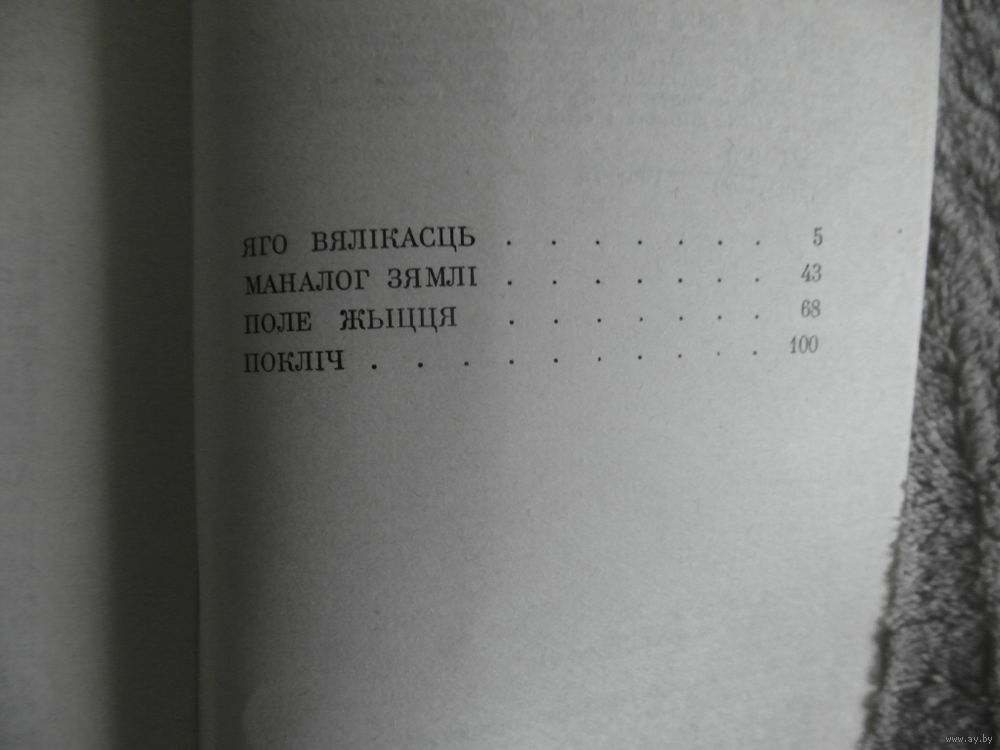 ЯГО ВЯЛІКАСЦЬ . . . . . . . 5
МАНАЛОГ ЗЯМЛІ . . . . . . . 43
ПОЛЕ ЖЫЦЦЯ . . . . . . . 68
ПОКЛІЧ . . . . . . . . . . 100
www.ay.by